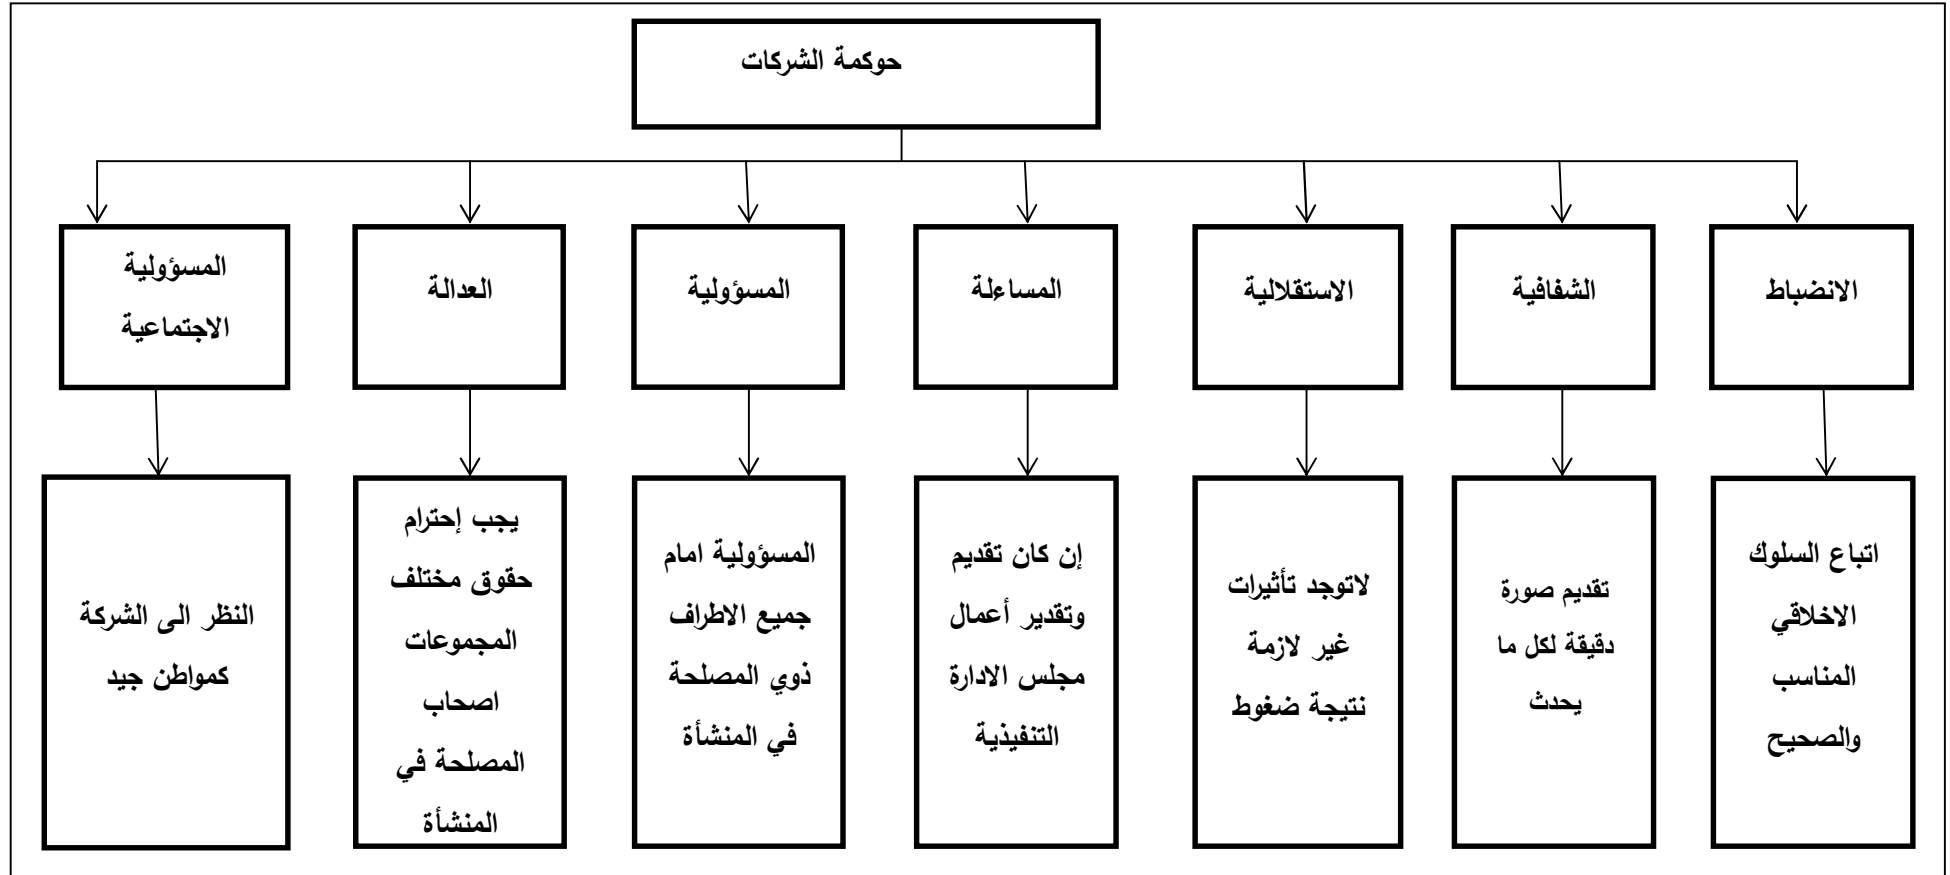 حوكمة الشركات
الانضباط
الشفافية
الاستقلالية
المساءلة
المسؤولية
العدالة
المسؤولية
الاجتماعية
اتباع السلوك
الاخلاقي
المناسب
والصحيح
تقديم صورة
دقيقة لكل ما
يحدث
لاتوجد تأثيرات
غير لازمة
نتيجة ضغوط
إن كان تقديم
وتقدير أعمال
مجلس الادارة
التنفيذية
المسؤولية امام
جميع الاطراف
ذوي المصلحة
في المنشأة
يجب إحترام
حقوق مختلف
المجموعات
اصحاب
المصلحة في
المنشأة
النظر الى الشركة
كمواطن جيد